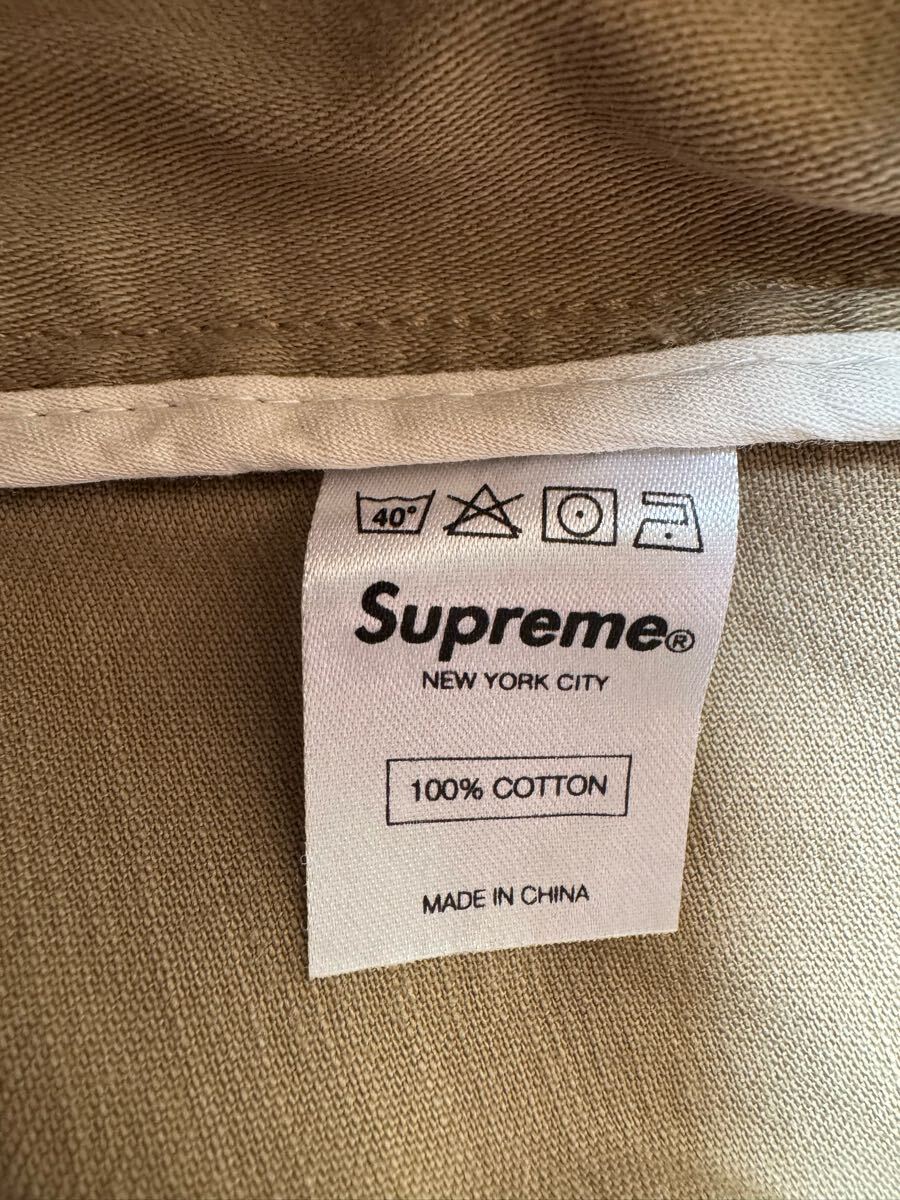 40°
Supreme®
NEW YORK CITY
100% COTTON
MADE IN CHINA